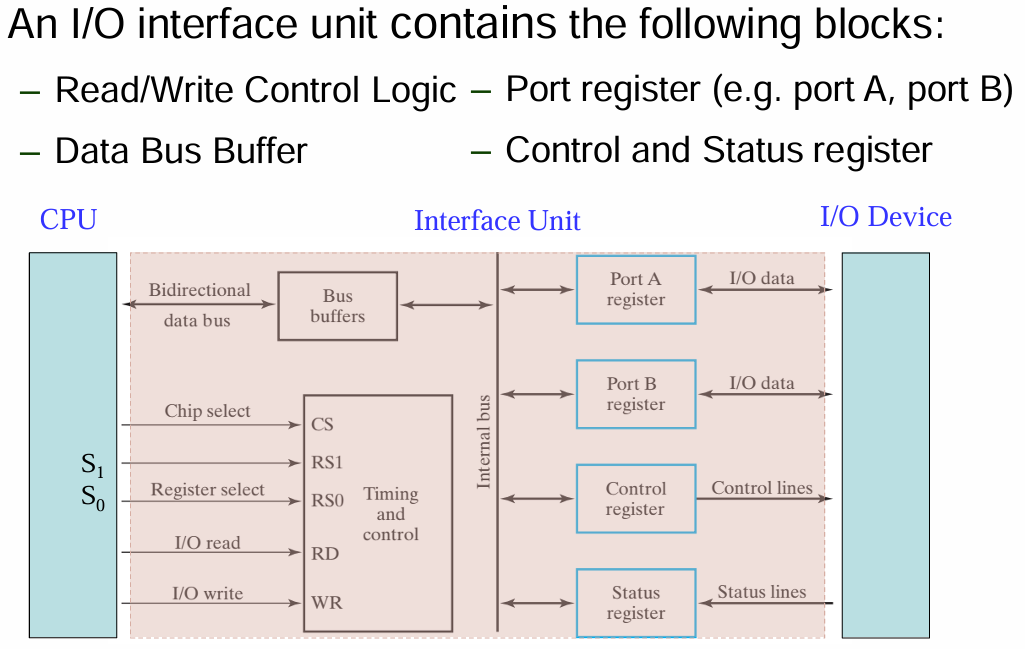 An I/O interface unit contains the following blocks:
– Read/Write Control Logic
– Port register (e.g. port A, port B)
– Data Bus Buffer
– Control and Status register
CPU
Interface Unit
I/O Device
Bidirectional
data bus
Bus
buffers
Port A
register
I/O data
Port B
register
I/O data
Internal bus
Chip select
CS
S1
RS1
S0
Register select
RS0
Timing
and
control
I/O read
RD
I/O write
WR
Control
register
Control lines
Status
register
Status lines